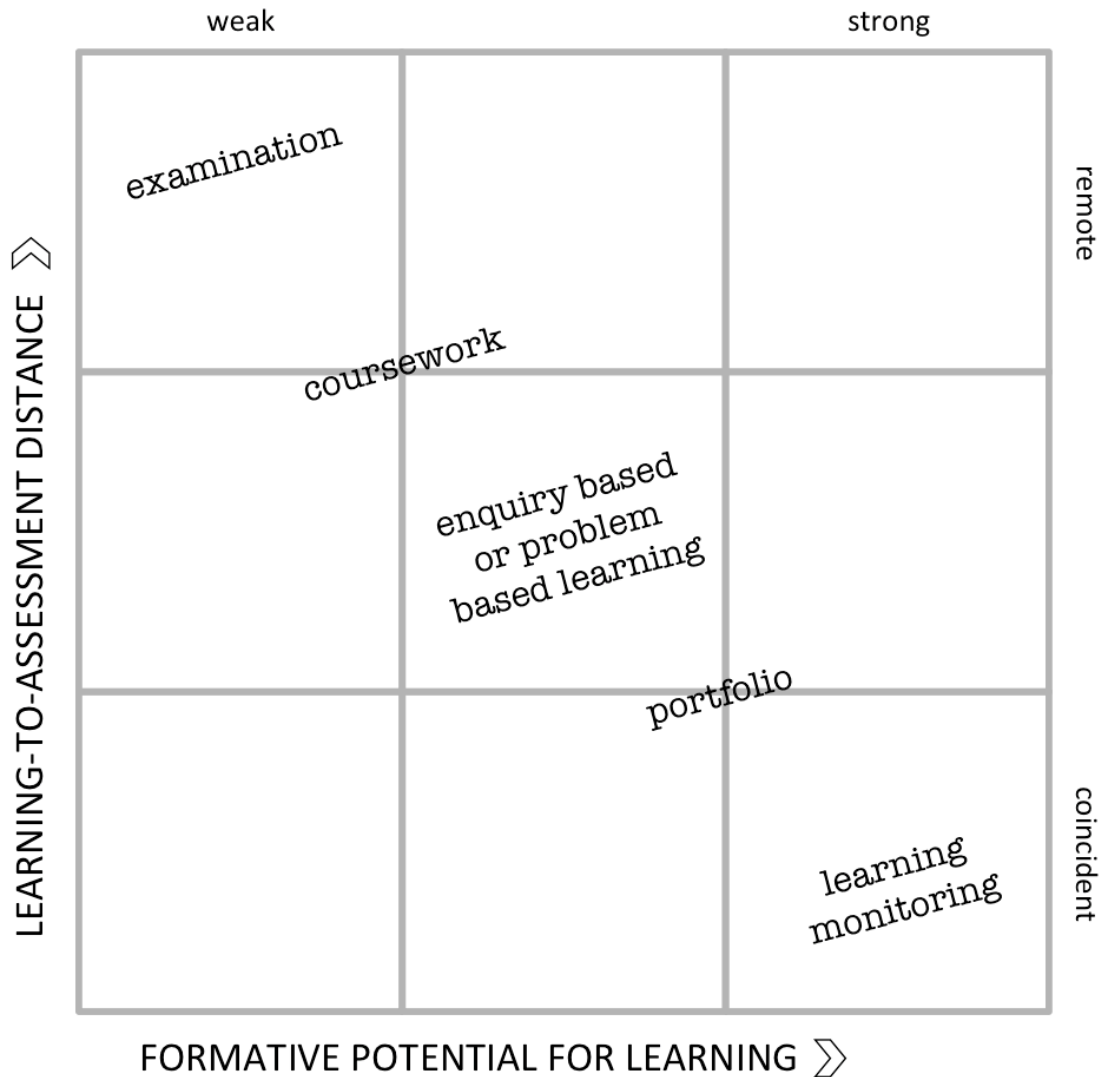 weak
strong
examination
remote
coursework
LEARNING-TO-ASSESSMENT DISTANCE
enquiry based
or problem
based learning
portfolio
coincident
learning
monitoring
FORMATIVE POTENTIAL FOR LEARNING